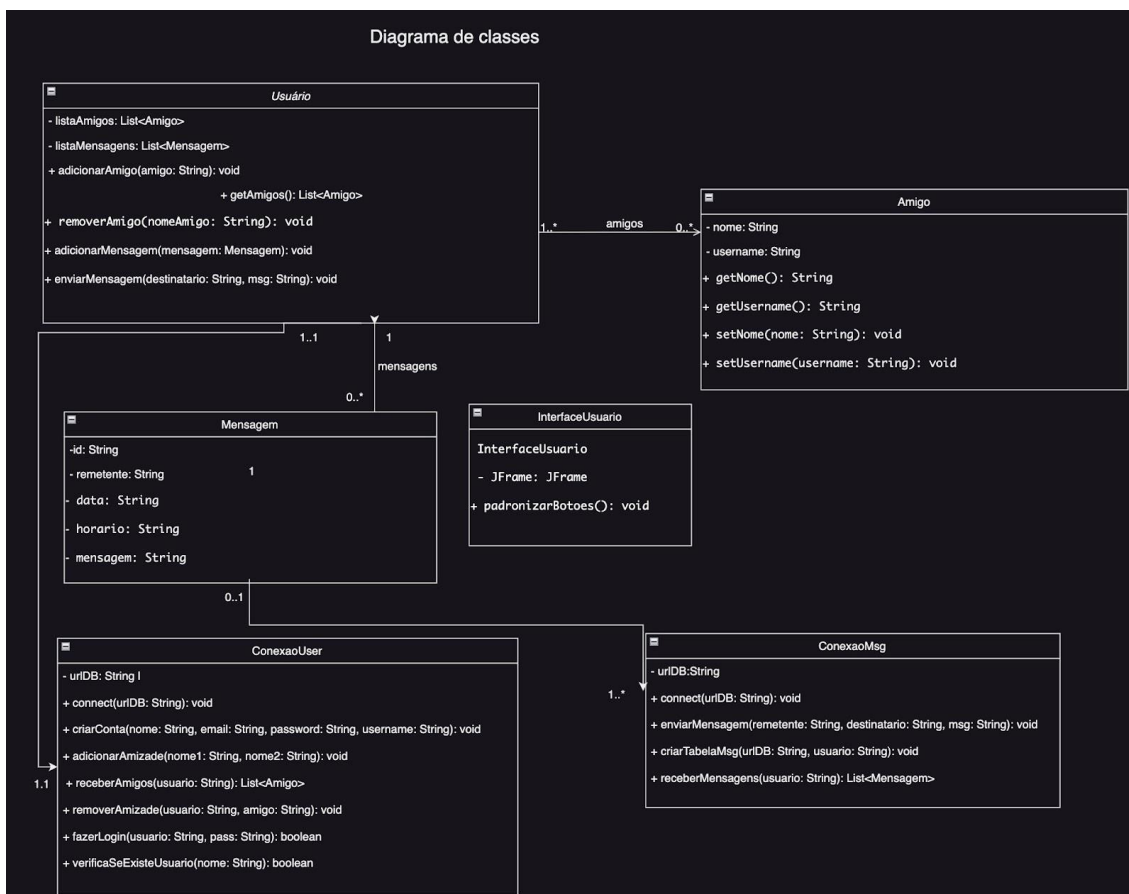 Diagrama de classes
Usuário
- listaAmigos: List<Amigo>
- listaMensagens: List<Mensagem>
+ adicionarAmigo(amigo: String): void
+ getAmigos(): List<Amigo>
+ removerAmigo(nomeAmigo: String): void
+ adicionarMensagem(mensagem: Mensagem): void
+ enviarMensagem(destinatario: String, msg: String): void
1..*
amigos
0..*
Amigo
- nome: String
- username: String
+ getNome(): String
+ getUsername(): String
+ setNome(nome: String): void
+ setUsername(username: String): void
1..1
1
mensagens
0..*
Mensagem
-id: String
- remetente: String
1
- data: String
- horario: String
- mensagem: String
InterfaceUsuario
InterfaceUsuario
- JFrame: JFrame
+ padronizarBotoes(): void
0..1
ConexaoUser
- urlDB: String l
+ connect(urlDB: String): void
+ criarConta(nome: String, email: String, password: String, username: String): void
+ adicionarAmizade(nome1: String, nome2: String): void
+ receberAmigos(usuario: String): List<Amigo>
+ removerAmizade(usuario: String, amigo: String): void
+ fazerLogin(usuario: String, pass: String): boolean
+ verificaSeExisteUsuario(nome: String): boolean
1.1
1..*
ConexaoMsg
- urlDB:String
+ connect(urlDB: String): void
+ enviarMensagem(remetente: String, destinatario: String, msg: String): void
+ criarTabelaMsg(urlDB: String, usuario: String): void
+ receberMensagens(usuario: String): List<Mensagem>